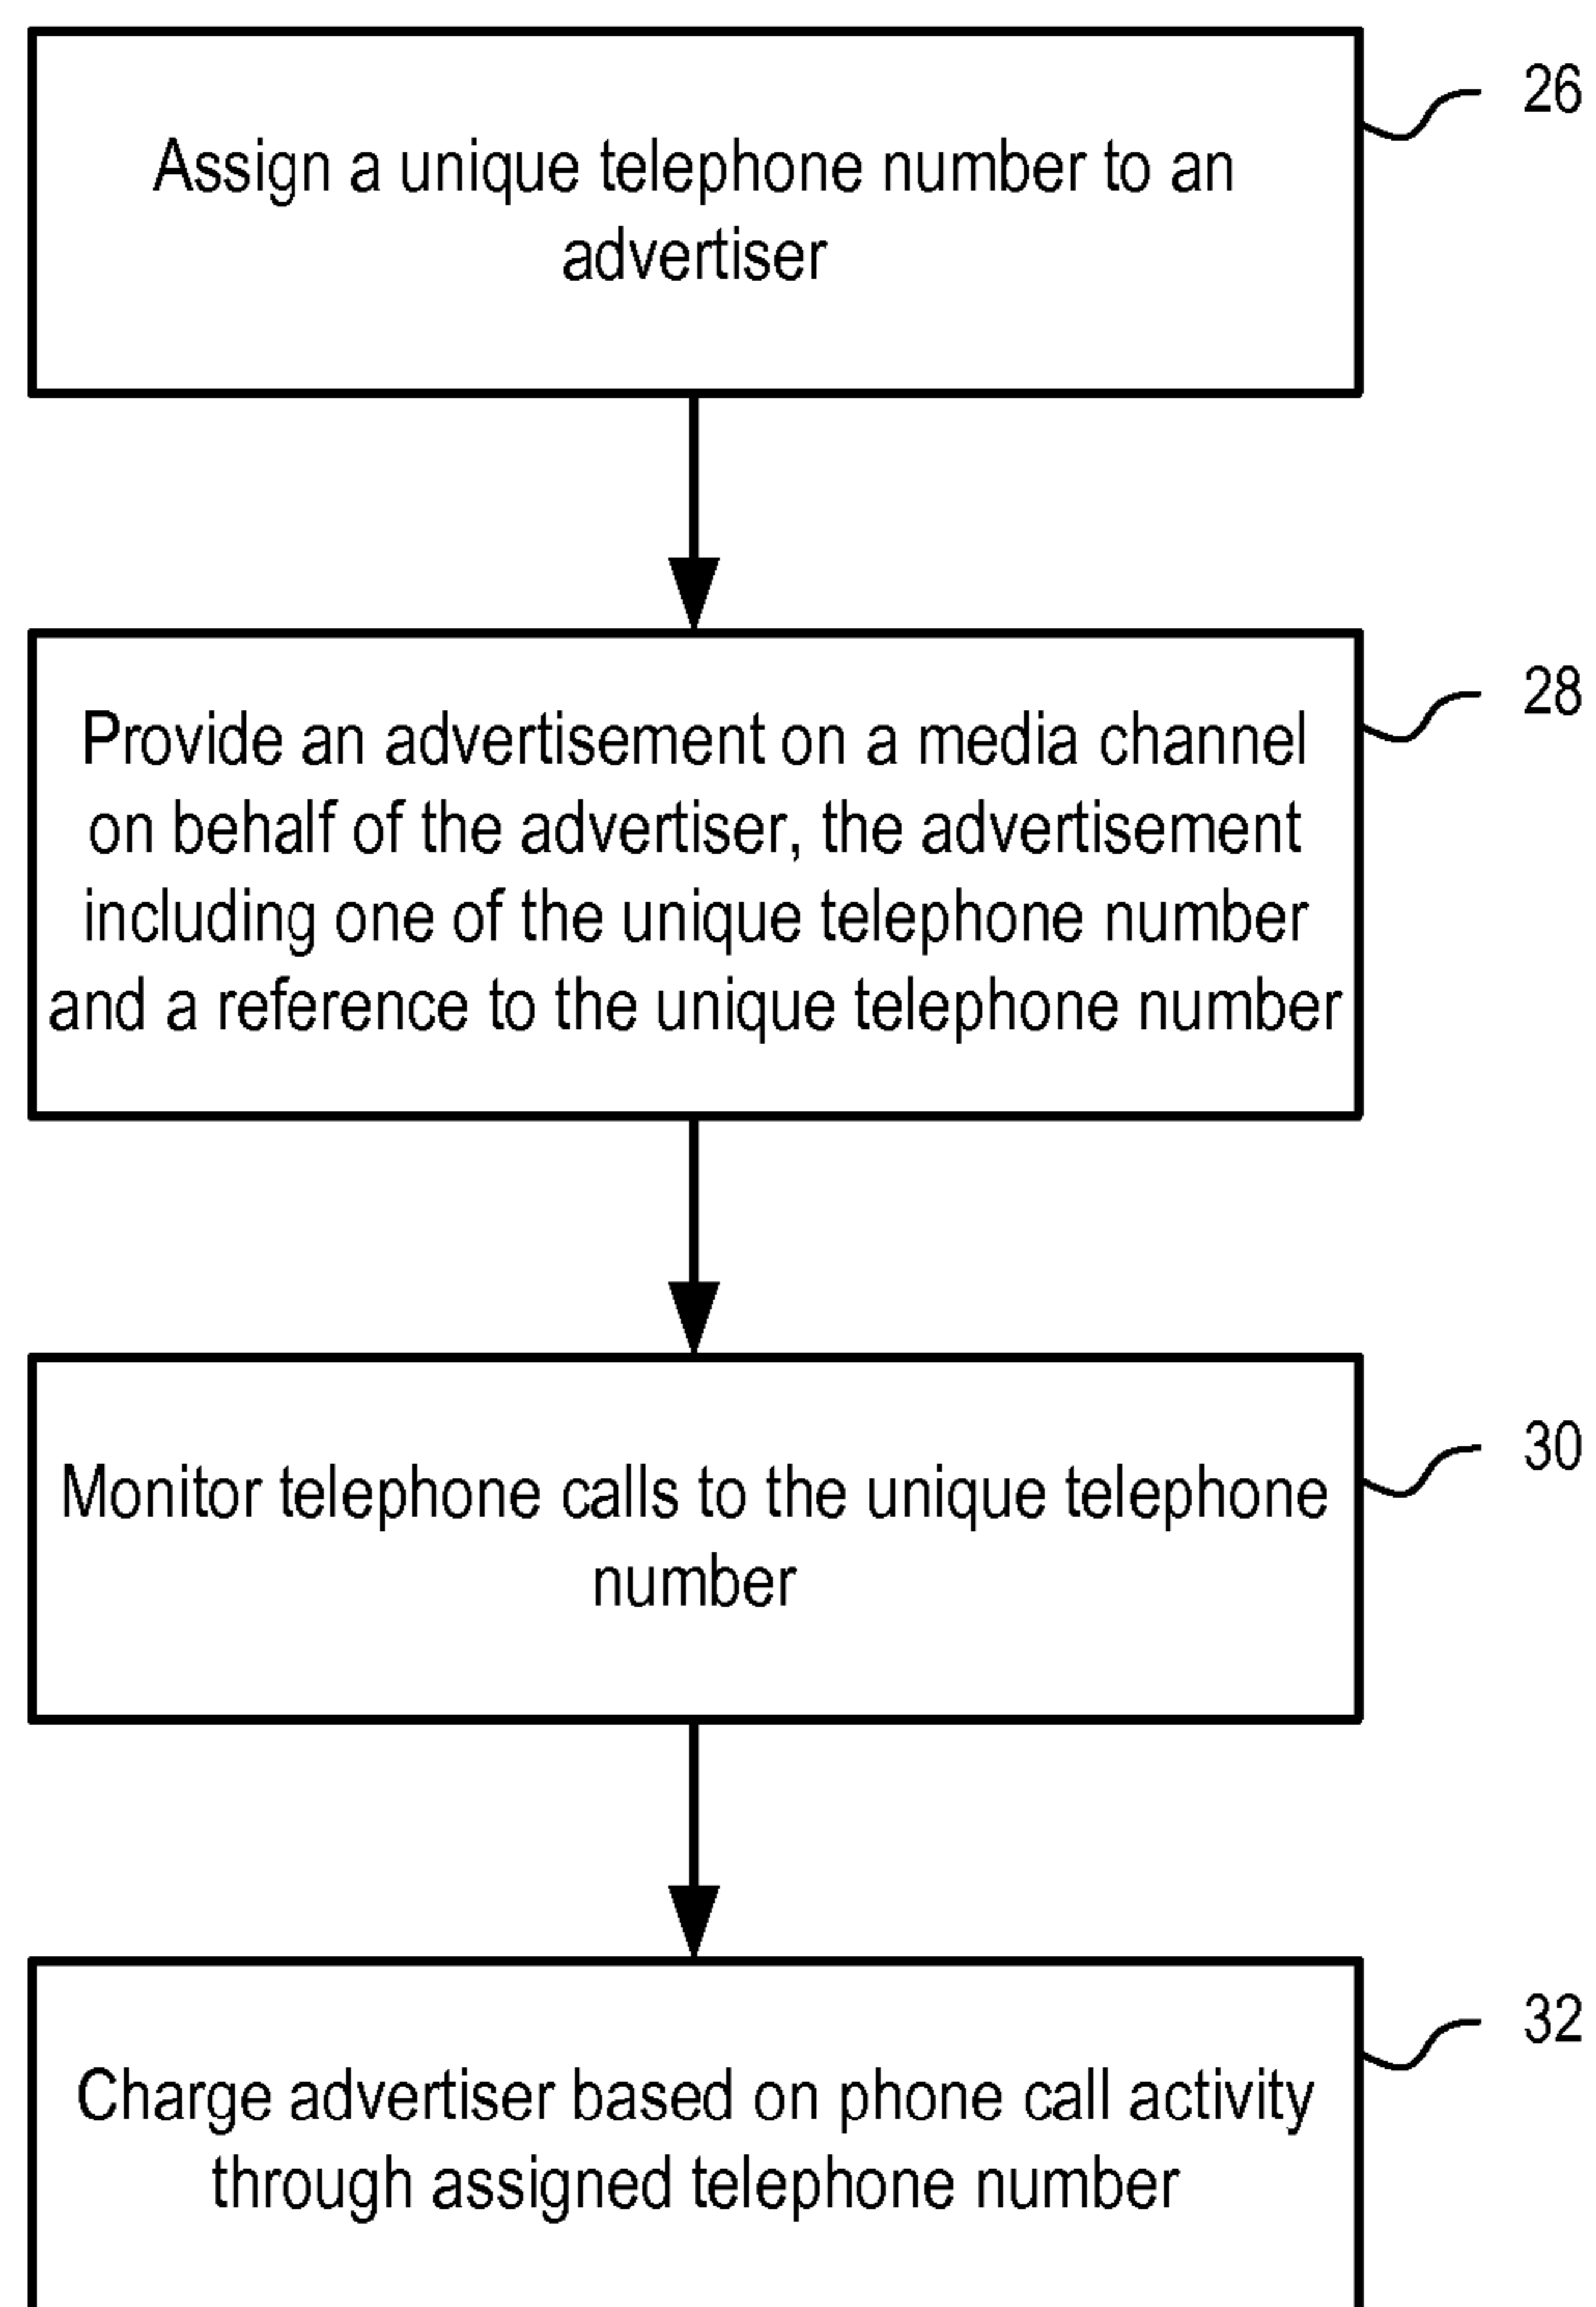 26
Assign a unique telephone number to an
advertiser
28
Provide an advertisement on a media channel
on behalf of the advertiser, the advertisement
including one of the unique telephone number
and a reference to the unique telephone number
30
Monitor telephone calls to the unique telephone
number
32
Charge advertiser based on phone call activity
through assigned telephone number